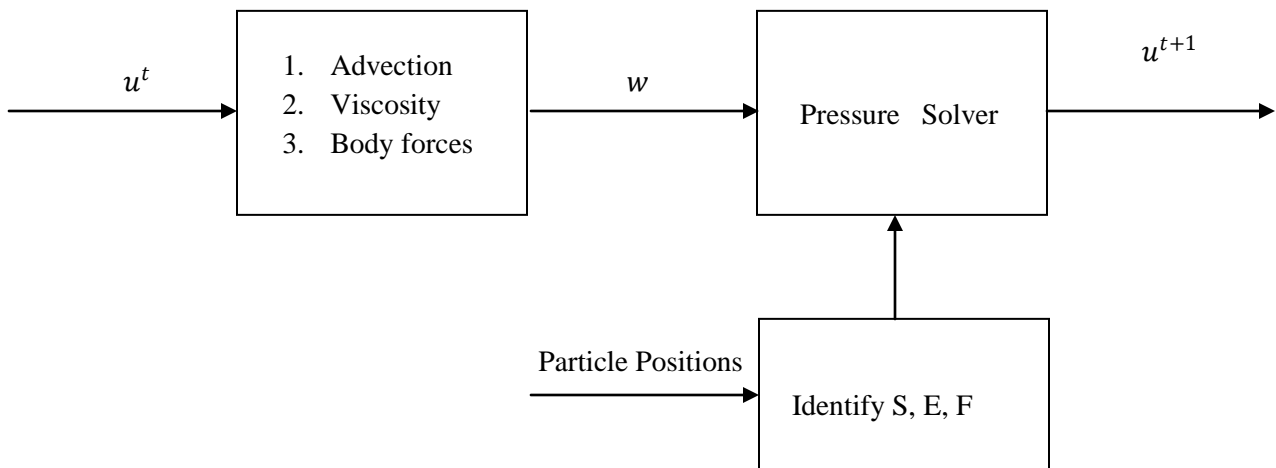 u^t
1. Advection
2. Viscosity
3. Body forces
w
Pressure Solver
u^{t+1}
Particle Positions
Identify S, E, F